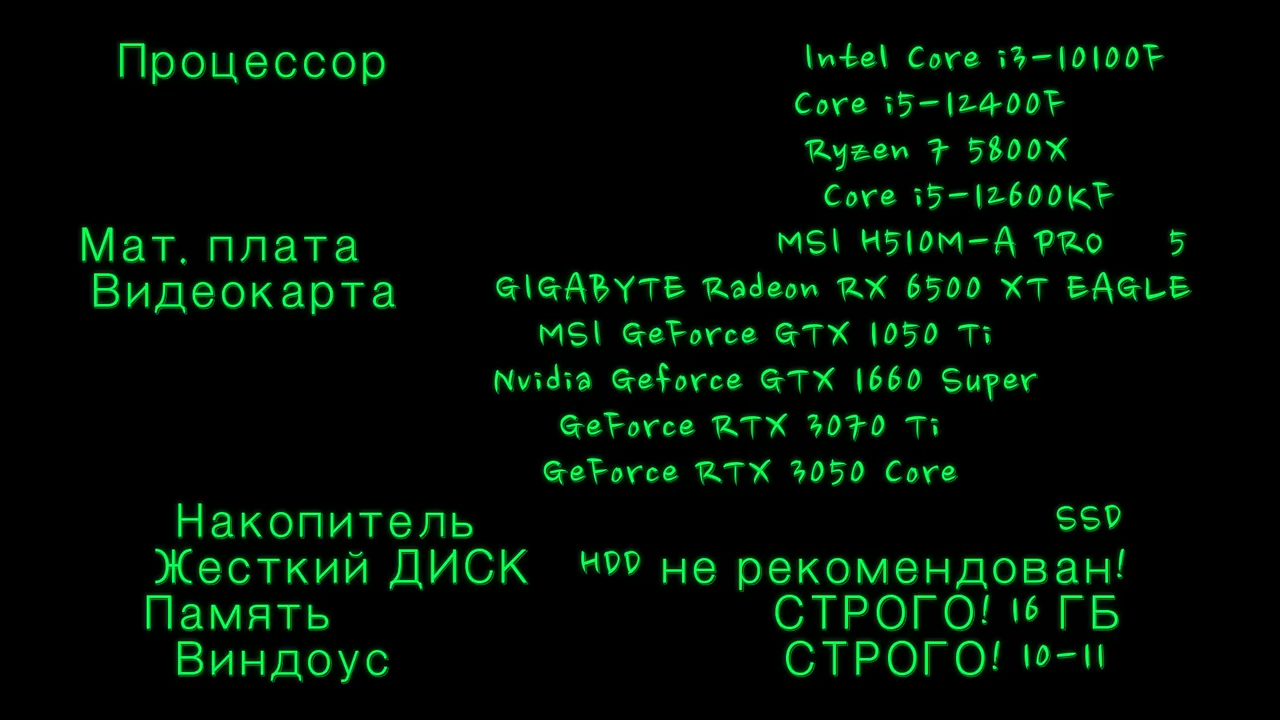 Процессор Intel Core i3-10100F
Core i5-12400F
Ryzen 7 5800X
Core i5-12600KF
Мат. плата MSI H510M-A PRO 5
Видеокарта GIGABYTE Radeon RX 6500 XT EAGLE
MSI GeForce GTX 1050 Ti
Nvidia Geforce GTX 1660 Super
GeForce RTX 3070 Ti
GeForce RTX 3050 Core
Накопитель SSD
Жесткий ДИСК HDD не рекомендован!
Память СТРОГО! 16 ГБ
Виндоус СТРОГО! 10-11